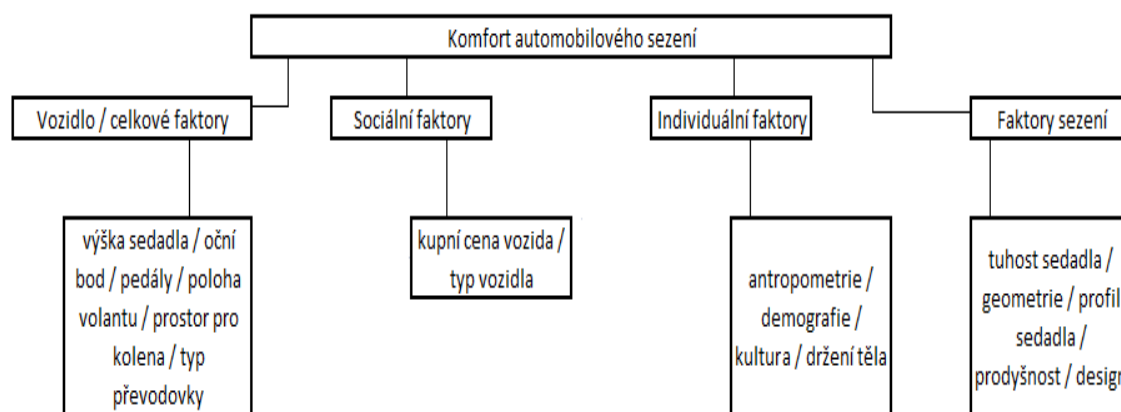 Komfort automobilového sezení
Vozidlo / celkové faktory
Sociální faktory
Individuální faktory
Faktory sezení
výška sedadla / oční
bod / pedály / poloha
volantu / prostor pro
kolena / typ
převodovky
kupní cena vozida /
typ vozidla
antropometrie /
demografie /
kultura / držení těla
tuhost sedadla /
geometrie / profil
sedadla /
prodyšnost / design